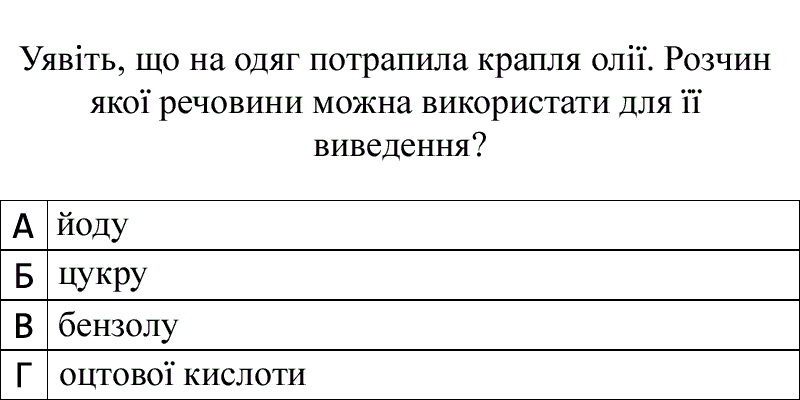 Уявіть, що на одяг потрапила крапля олії. Розчин
якої речовини можна використати для її
виведення?
А йоду
Б цукру
В бензолу
Г оцтової кислоти